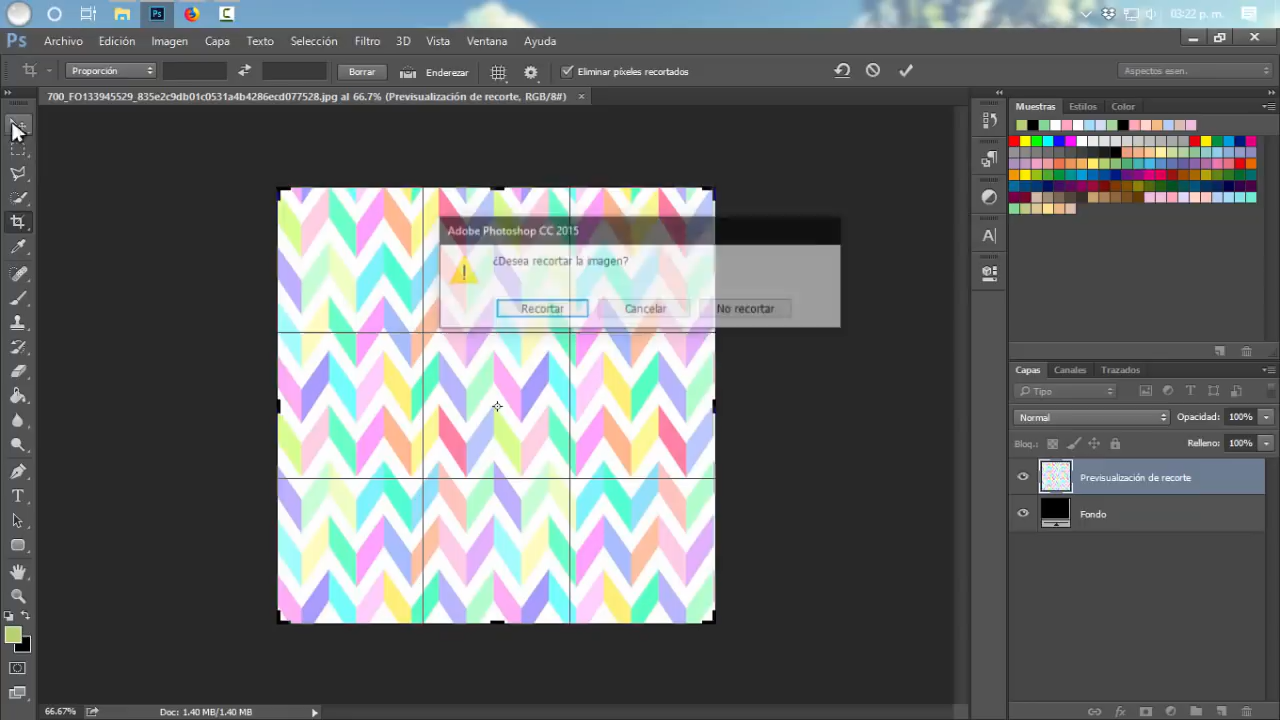 03:22 p. m.
Ps
Archivo Edición Imagen Capa Texto Selección Filtro 3D Vista Ventana Ayuda
Proporción Borrar Enderezar Eliminar píxeles recortados Aspectos esen.
700_FO133945529_835e2c9db01c0531a4b4286ecd077528.jpg al 66.7% (Previsualización de recorte, RGB/8#) ×
Muestras Estilos Color
Adobe Photoshop CC 2015
¿Desea recortar la imagen?
Recortar Cancelar No recortar
Capas Canales Trazados
Tipo
Normal Opacidad: 100%
Bloq.: Relleno: 100%
Previsualización de recorte
Fondo
66.67% Doc: 1.40 MB/1.40 MB